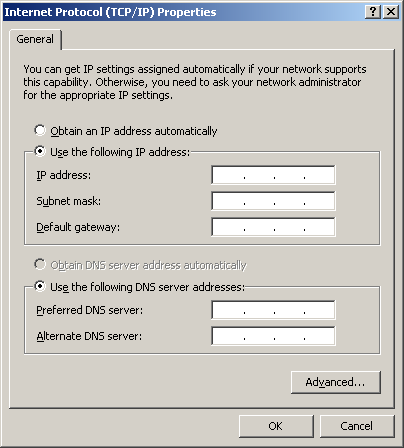 Internet Protocol (TCP/IP) Properties
General
You can get IP settings assigned automatically if your network supports
this capability. Otherwise, you need to ask your network administrator
for the appropriate IP settings.
Obtain an IP address automatically
Use the following IP address:
IP address:
Subnet mask:
Default gateway:
Obtain DNS server address automatically
Use the following DNS server addresses:
Preferred DNS server:
Alternate DNS server:
Advanced...
OK Cancel